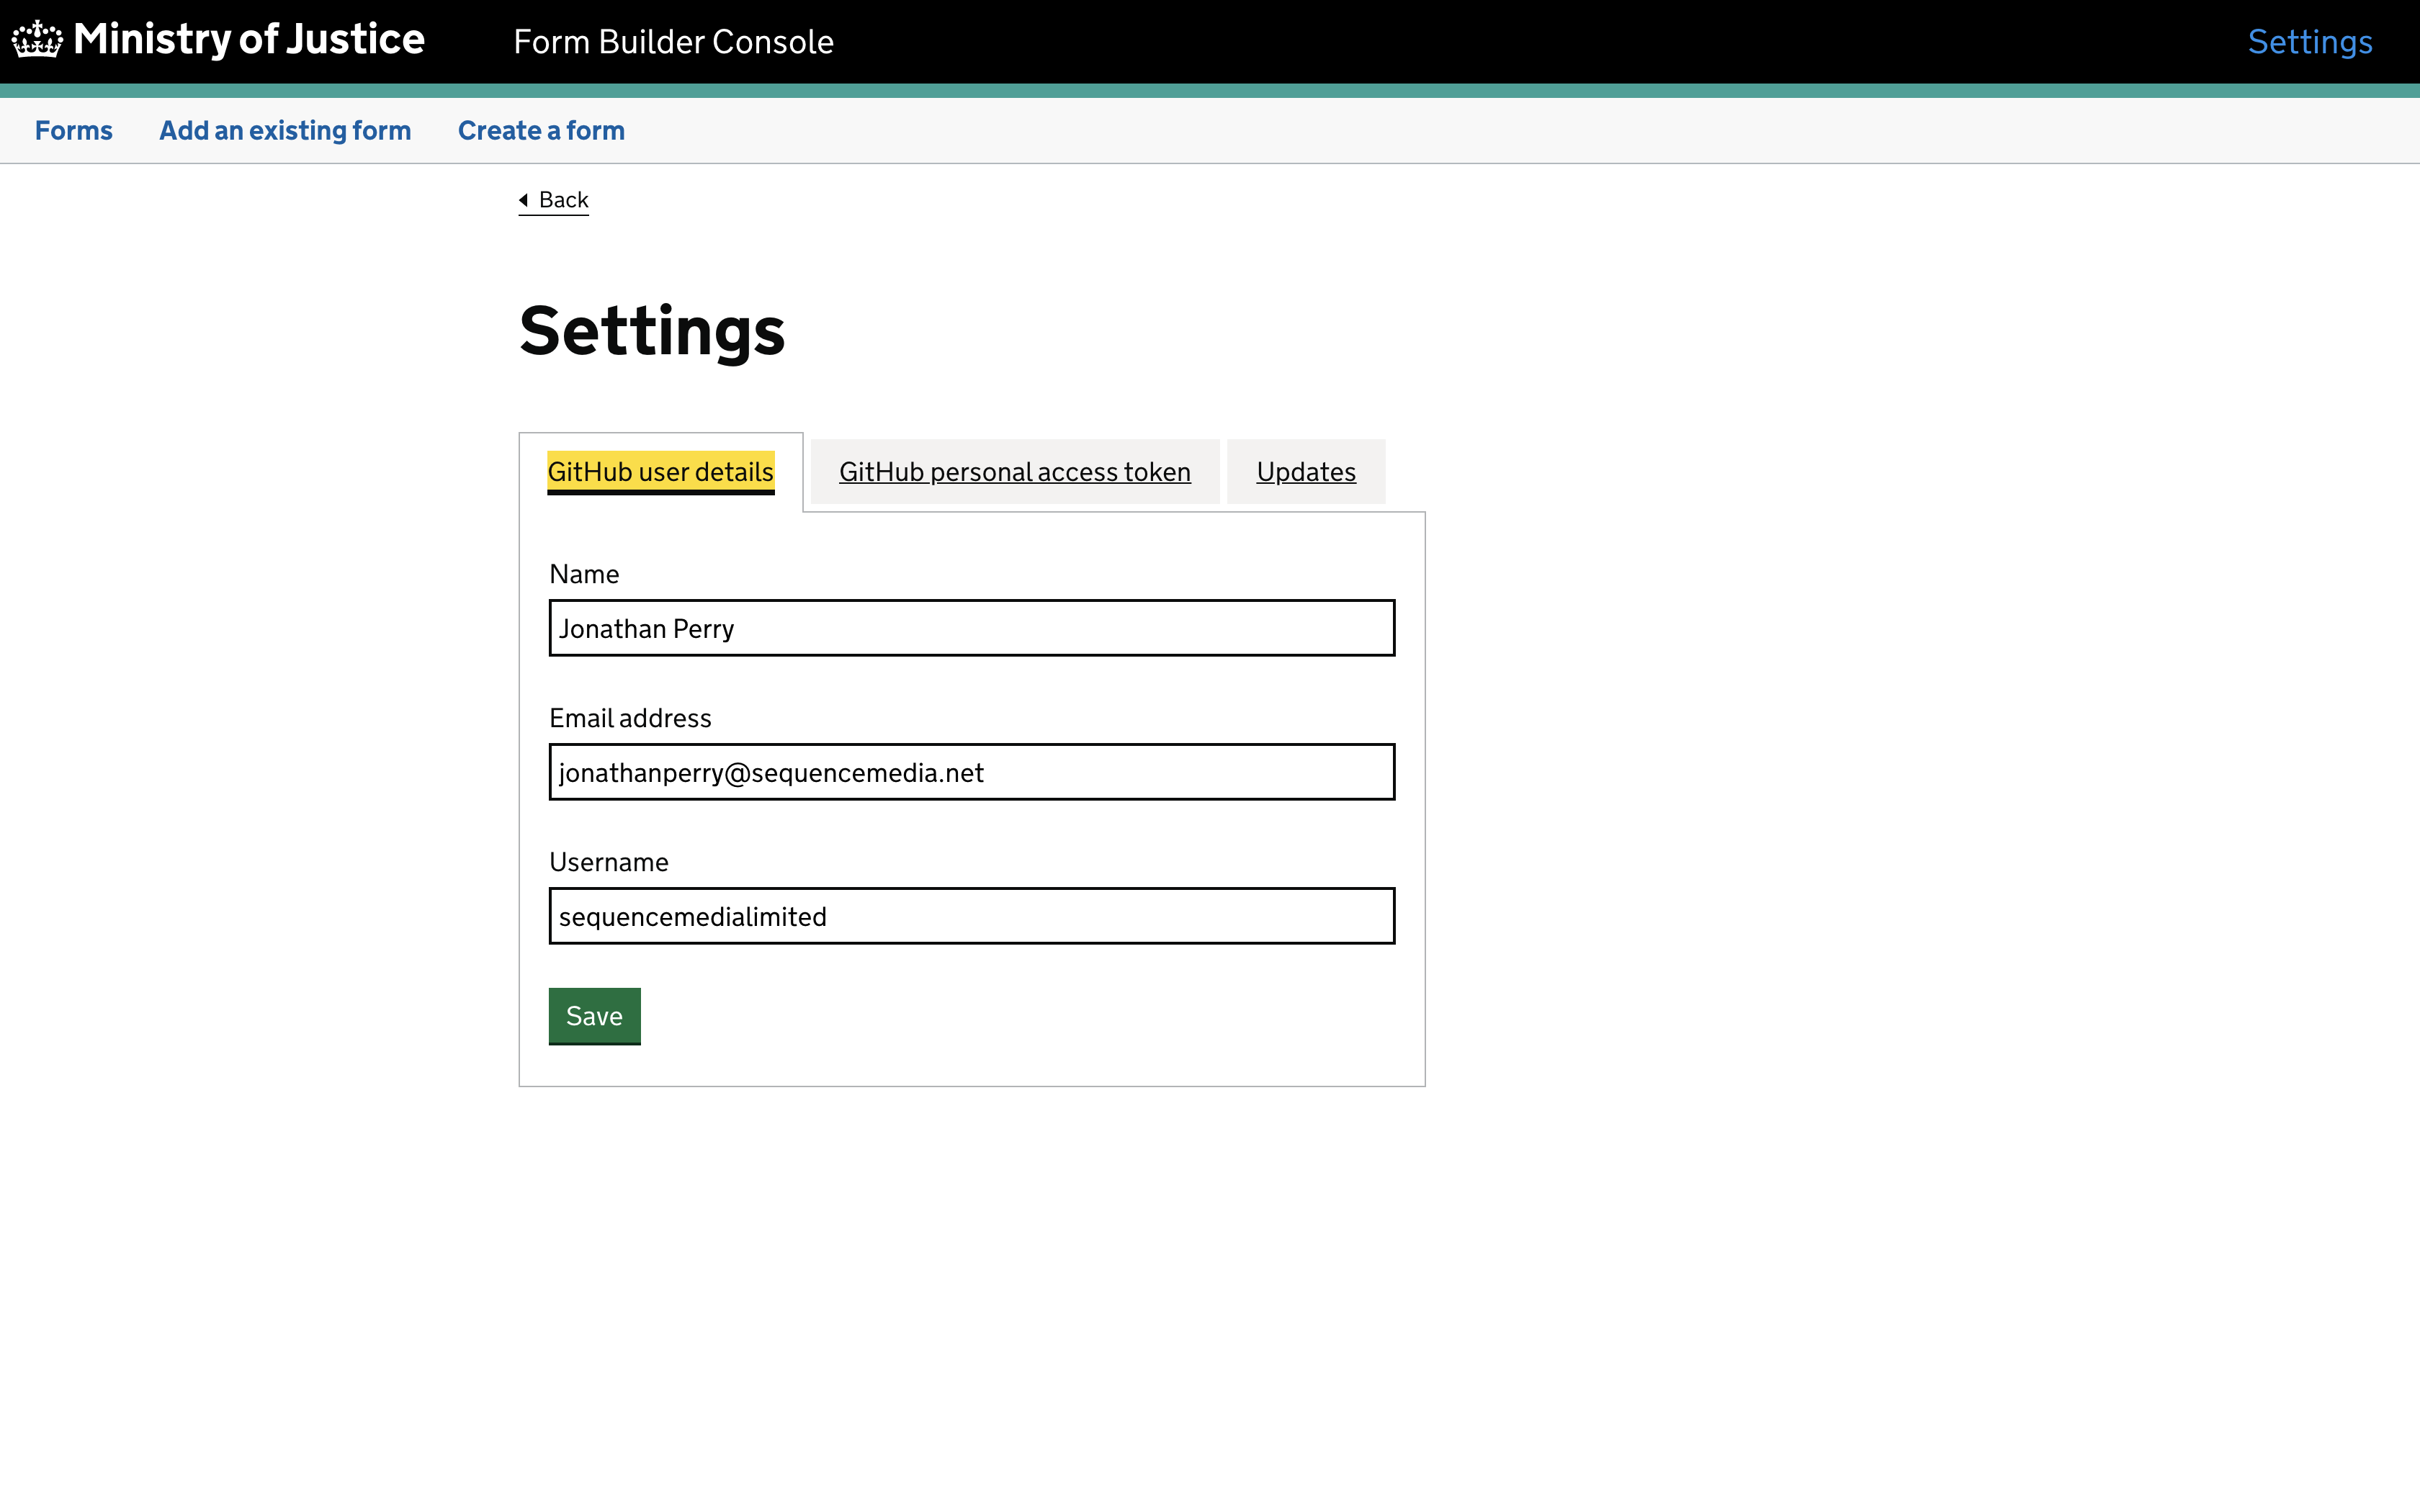 Ministry of Justice Form Builder Console Settings
Forms Add an existing form Create a form
Back
Settings
GitHub user details GitHub personal access token Updates
Name
Jonathan Perry
Email address
jonathanperry@sequencemedia.net
Username
sequencemedialimited
Save